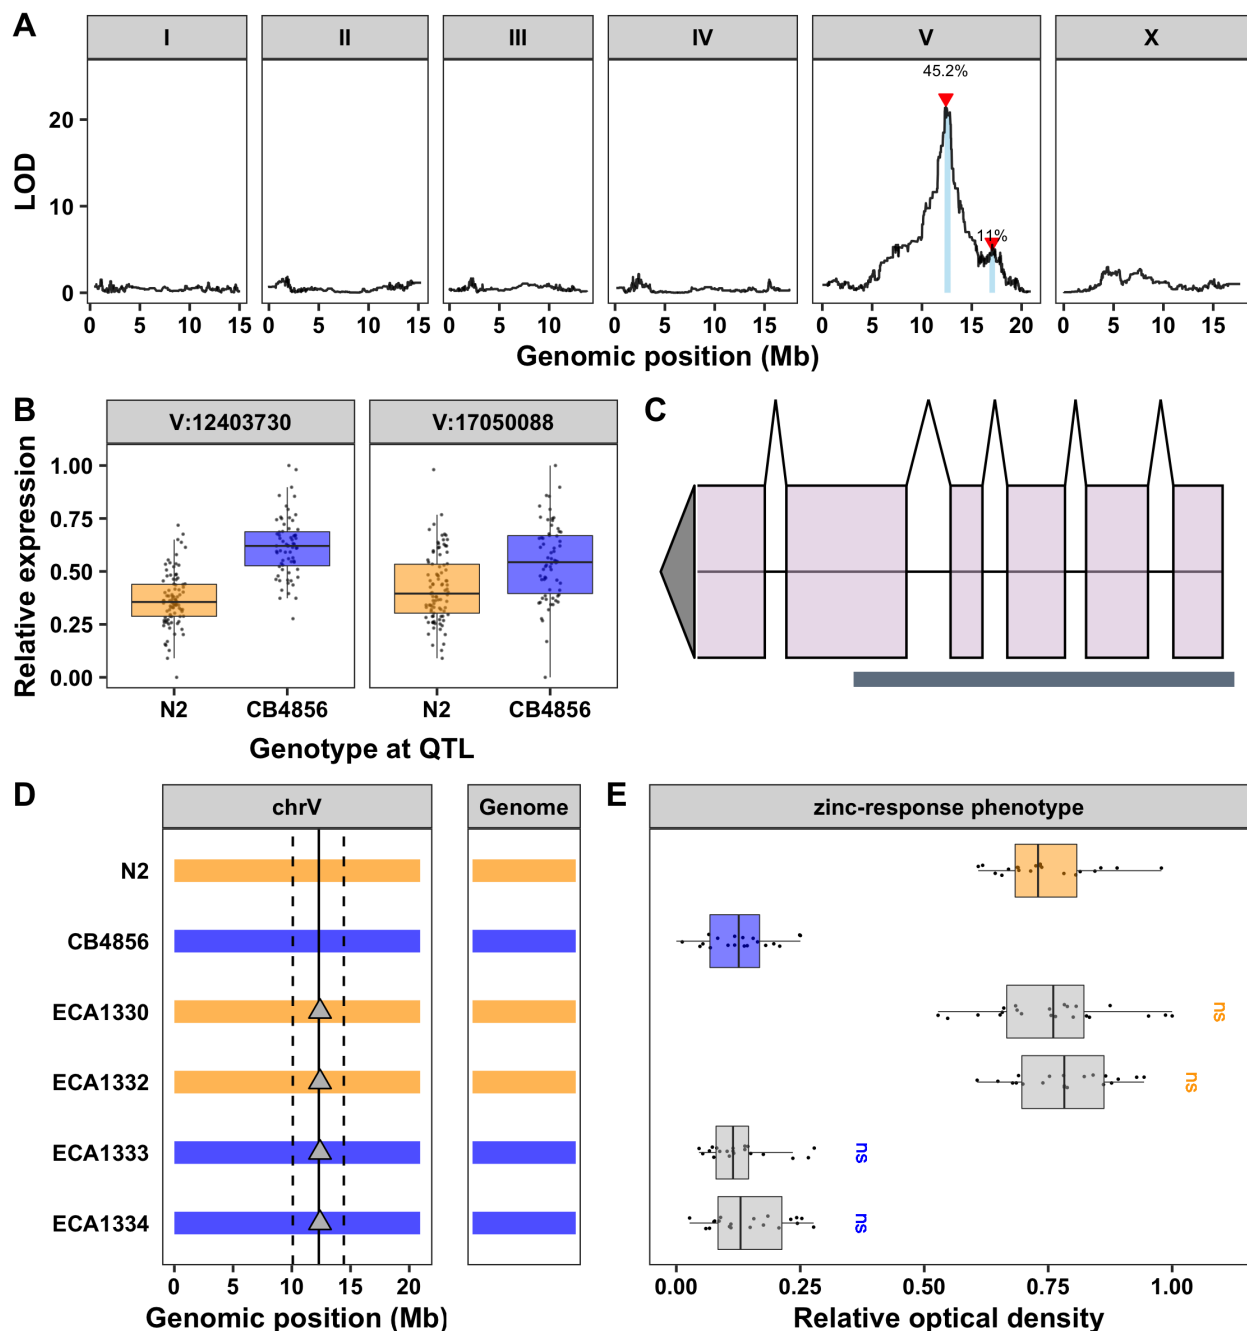 A
I II III IV V X
45.2%
11%
LOD
20
10
0
0 5 10 15 0 5 10 15 0 5 10 0 5 10 15 0 5 10 15 20 0 5 10 15
Genomic position (Mb)
B
V:12403730 V:17050088
Relative expression
1.00
0.75
0.50
0.25
0.00
N2 CB4856 N2 CB4856
Genotype at QTL
C
D
chrV Genome
N2
CB4856
ECA1330
ECA1332
ECA1333
ECA1334
0 5 10 15 20
Genomic position (Mb)
E
zinc-response phenotype
ns
ns
ns
ns
0.00 0.25 0.50 0.75 1.00
Relative optical density